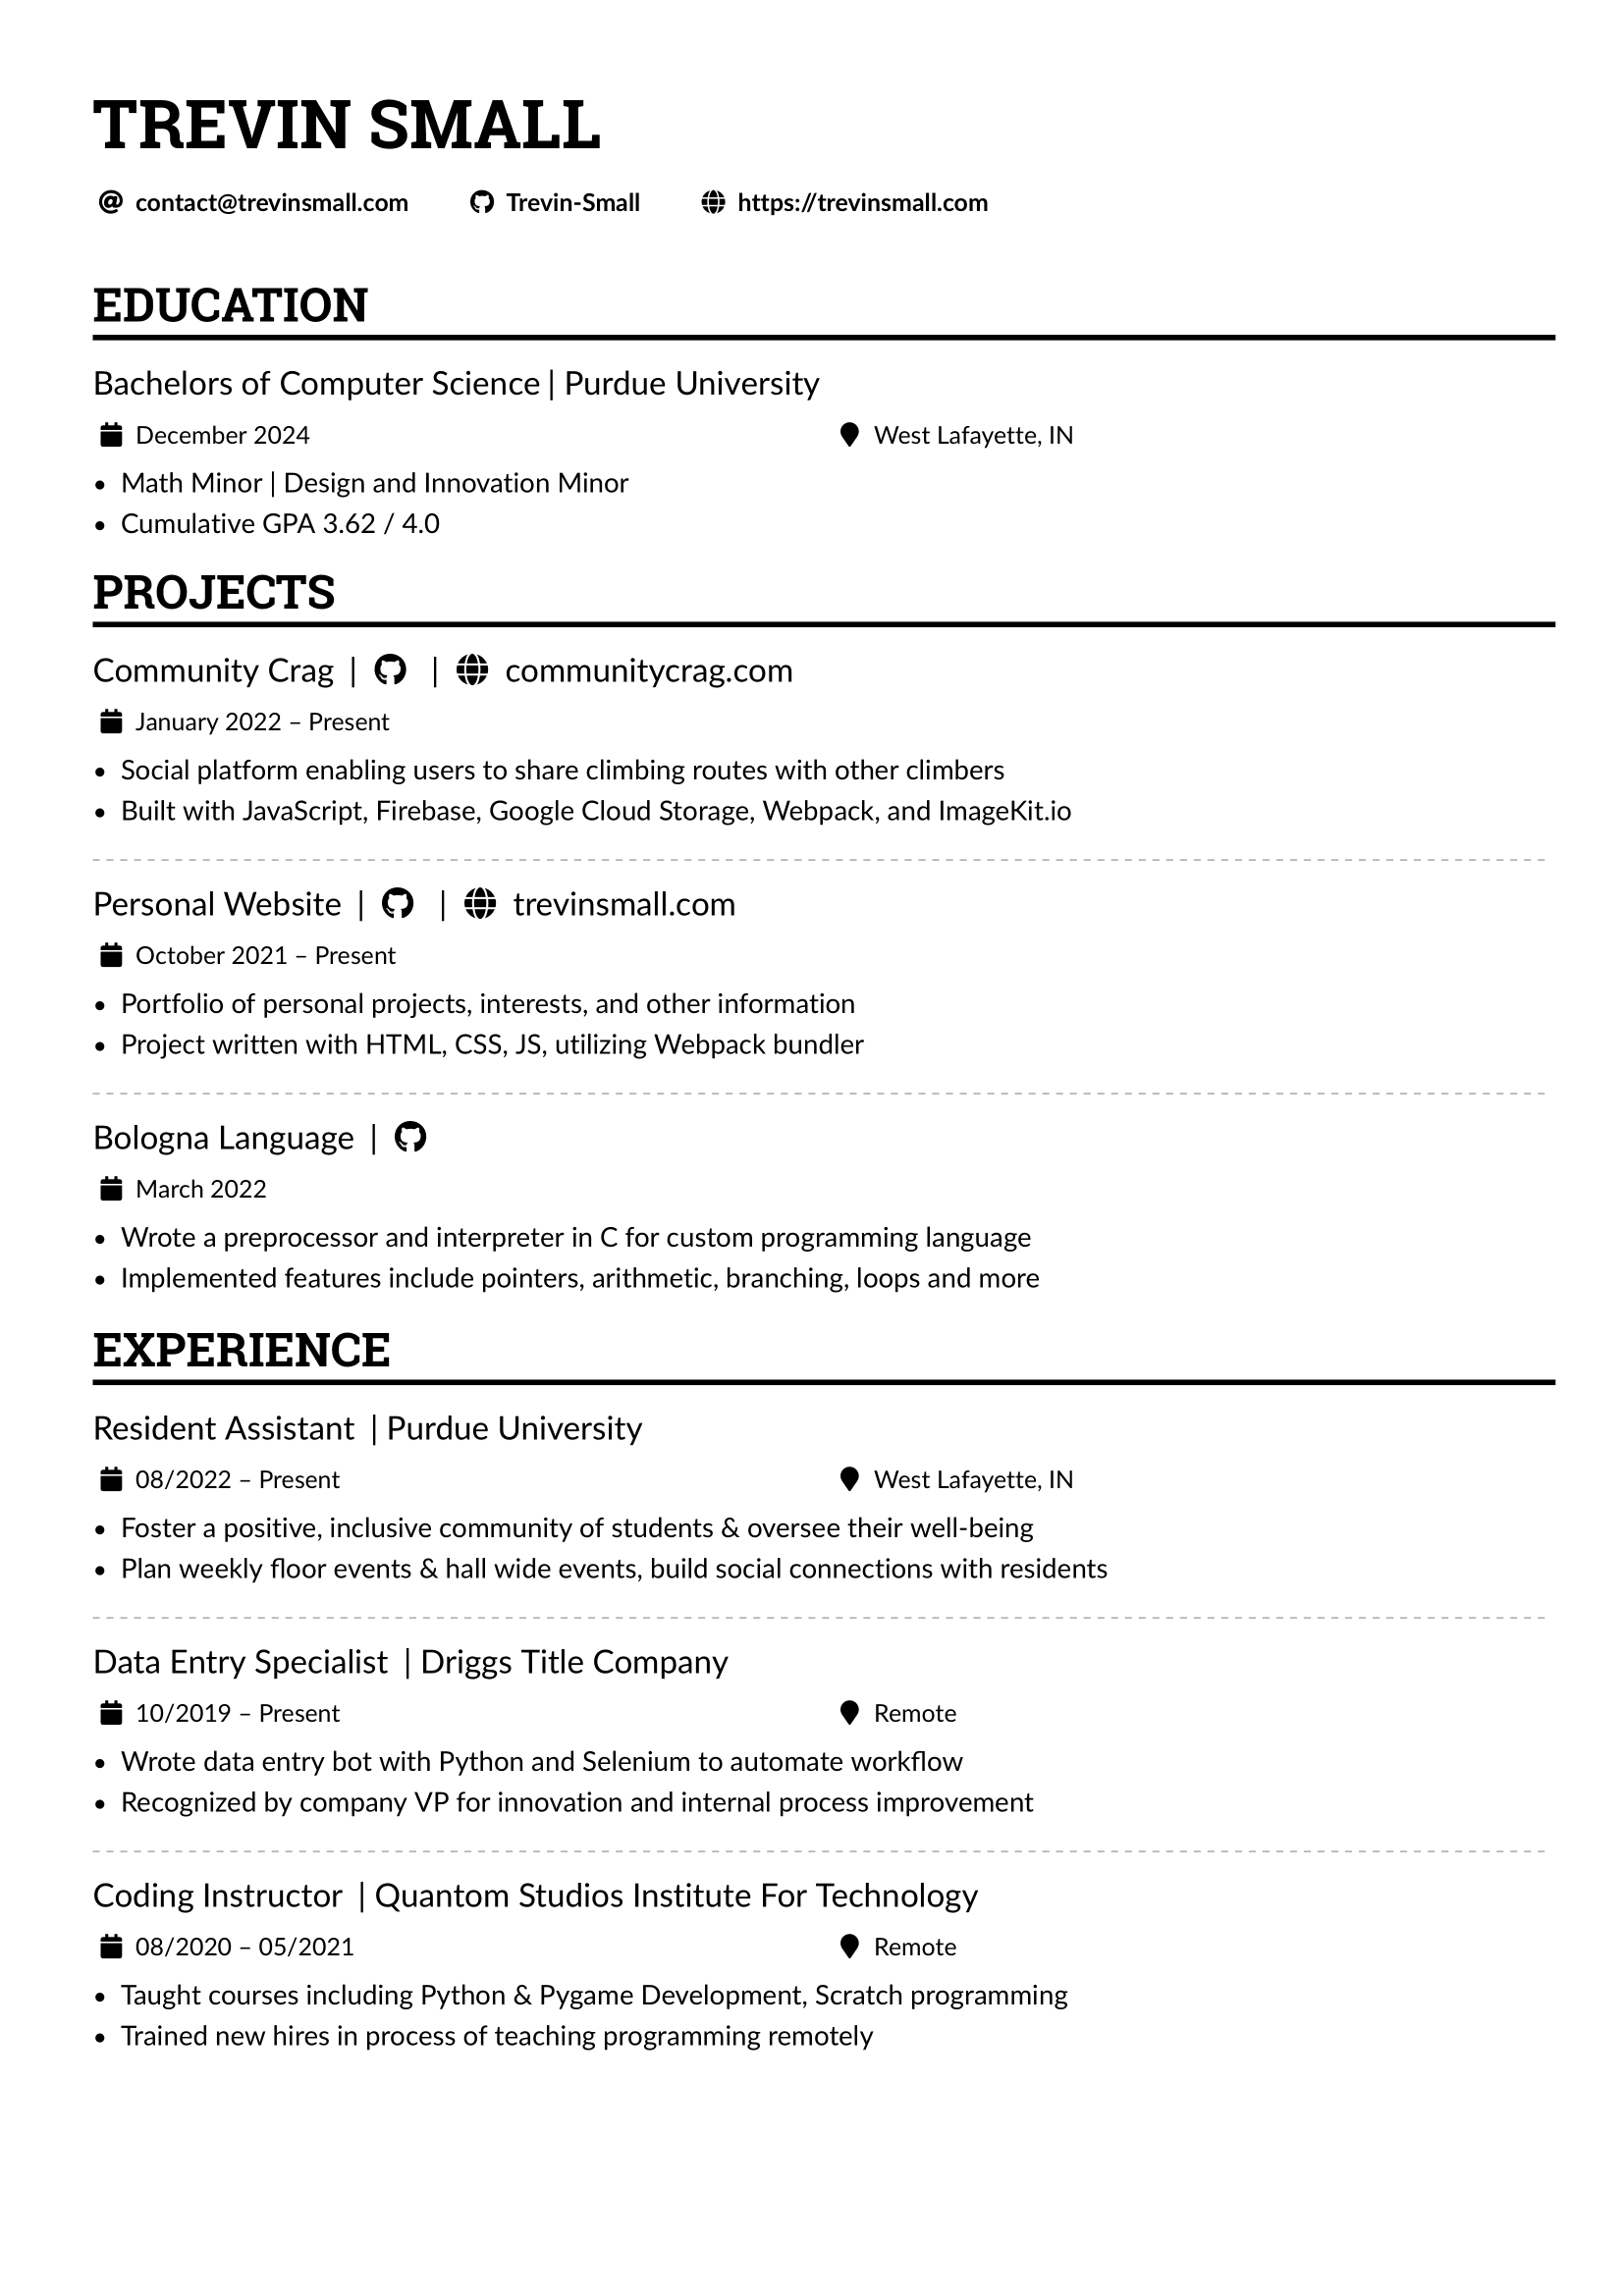 TREVIN SMALL
contact@trevinsmall.com Trevin-Small https://trevinsmall.com
EDUCATION
Bachelors of Computer Science | Purdue University
December 2024 West Lafayette, IN
• Math Minor | Design and Innovation Minor
• Cumulative GPA 3.62 / 4.0
PROJECTS
Community Crag | | communitycrag.com
January 2022 – Present
• Social platform enabling users to share climbing routes with other climbers
• Built with JavaScript, Firebase, Google Cloud Storage, Webpack, and ImageKit.io
Personal Website | | trevinsmall.com
October 2021 – Present
• Portfolio of personal projects, interests, and other information
• Project written with HTML, CSS, JS, utilizing Webpack bundler
Bologna Language |
March 2022
• Wrote a preprocessor and interpreter in C for custom programming language
• Implemented features include pointers, arithmetic, branching, loops and more
EXPERIENCE
Resident Assistant | Purdue University
08/2022 – Present West Lafayette, IN
• Foster a positive, inclusive community of students & oversee their well-being
• Plan weekly floor events & hall wide events, build social connections with residents
Data Entry Specialist | Driggs Title Company
10/2019 – Present Remote
• Wrote data entry bot with Python and Selenium to automate workflow
• Recognized by company VP for innovation and internal process improvement
Coding Instructor | Quantom Studios Institute For Technology
08/2020 – 05/2021 Remote
• Taught courses including Python & Pygame Development, Scratch programming
• Trained new hires in process of teaching programming remotely